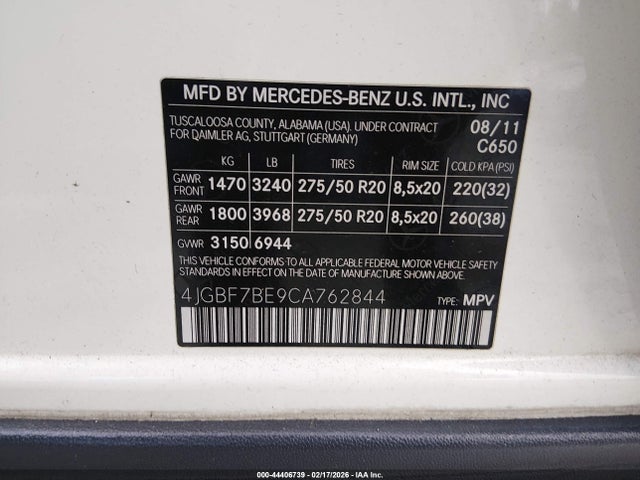 MFD BY MERCEDES-BENZ U.S. INTL., INC
TUSCALOOSA COUNTY, ALABAMA (USA). UNDER CONTRACT 08/11
FOR DAIMLER AG, STUTTGART (GERMANY) C650
KG LB TIRES RIM SIZE COLD KPA (PSI)
GAWR FRONT 1470 3240 275/50 R20 8,5x20 220(32)
GAWR REAR 1800 3968 275/50 R20 8,5x20 260(38)
GVWR 3150 6944
THIS VEHICLE CONFORMS TO ALL APPLICABLE FEDERAL MOTOR VEHICLE SAFETY
STANDARDS IN EFFECT ON THE DATE OF MANUFACTURE SHOWN ABOVE.
4JGBF7BE9CA762844 TYPE: MPV
000-44406739 - 02/17/2026 - IAA Inc.